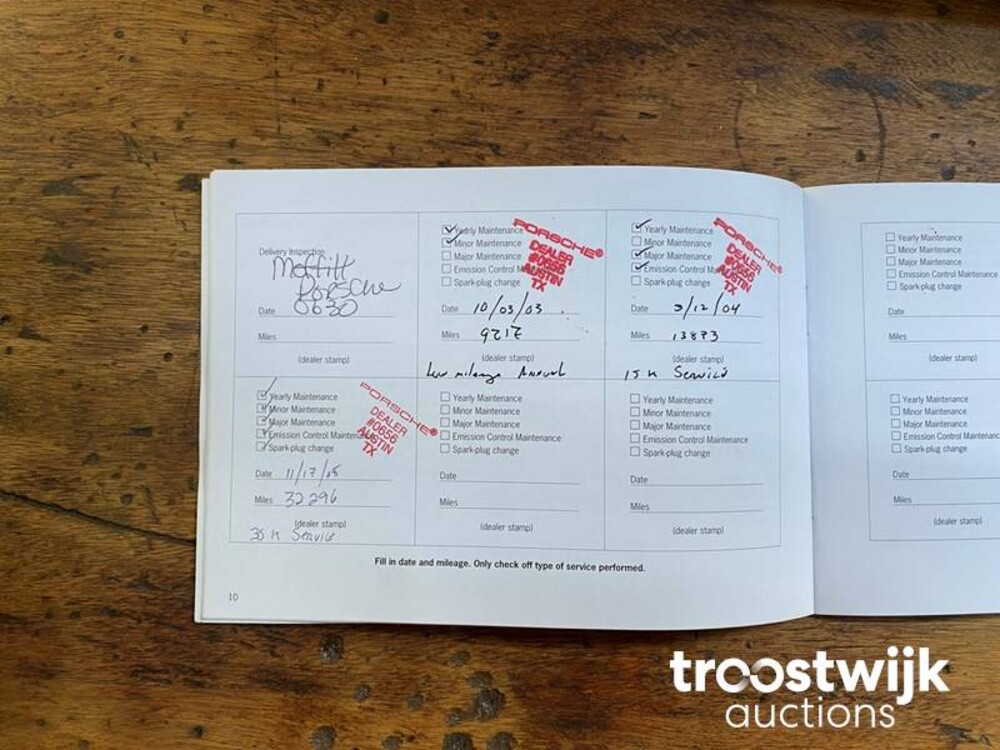 Delivery Inspection
Moffitt
Porsche
0630
Date
Miles
(dealer stamp)
Yearly Maintenance
Minor Maintenance
Major Maintenance
Emission Control M
Spark-plug change
PORSCHE®
DEALER
#0656
AUSTIN
TX
Date 10/03/03
Miles 9217
(dealer stamp)
Low mileage Annual
Yearly Maintenance
Minor Maintenance
Major Maintenance
Emission Control Ma
Spark-plug change
PORSCHE®
DEALER
#0656
AUSTIN
TX
Date 3/12/04
Miles 13873
(dealer stamp)
15 K Service
Yearly Maintenance
Minor Maintenance
Major Maintenance
Emission Control Maintenance
Spark-plug change
PORSCHE®
DEALER
#0656
AUSTIN
TX
Date 11/17/05
Miles 32296
(dealer stamp)
Service
Yearly Maintenance
Minor Maintenance
Major Maintenance
Emission Control Maintenance
Spark-plug change
Date
Miles
(dealer stamp)
Yearly Maintenance
Minor Maintenance
Major Maintenance
Emission Control Maintenance
Spark-plug change
Date
Miles
(dealer stamp)
Fill in date and mileage. Only check off type of service performed.
10
Yearly Maintenance
Minor Maintenance
Major Maintenance
Emission Control Maintenance
Spark-plug change
Date
Miles
(dealer stamp)
Yearly Maintenance
Minor Maintenance
Major Maintenance
Emission Control Maintenance
Spark-plug change
Date
Miles
(dealer stamp)
troostwijk
auctions